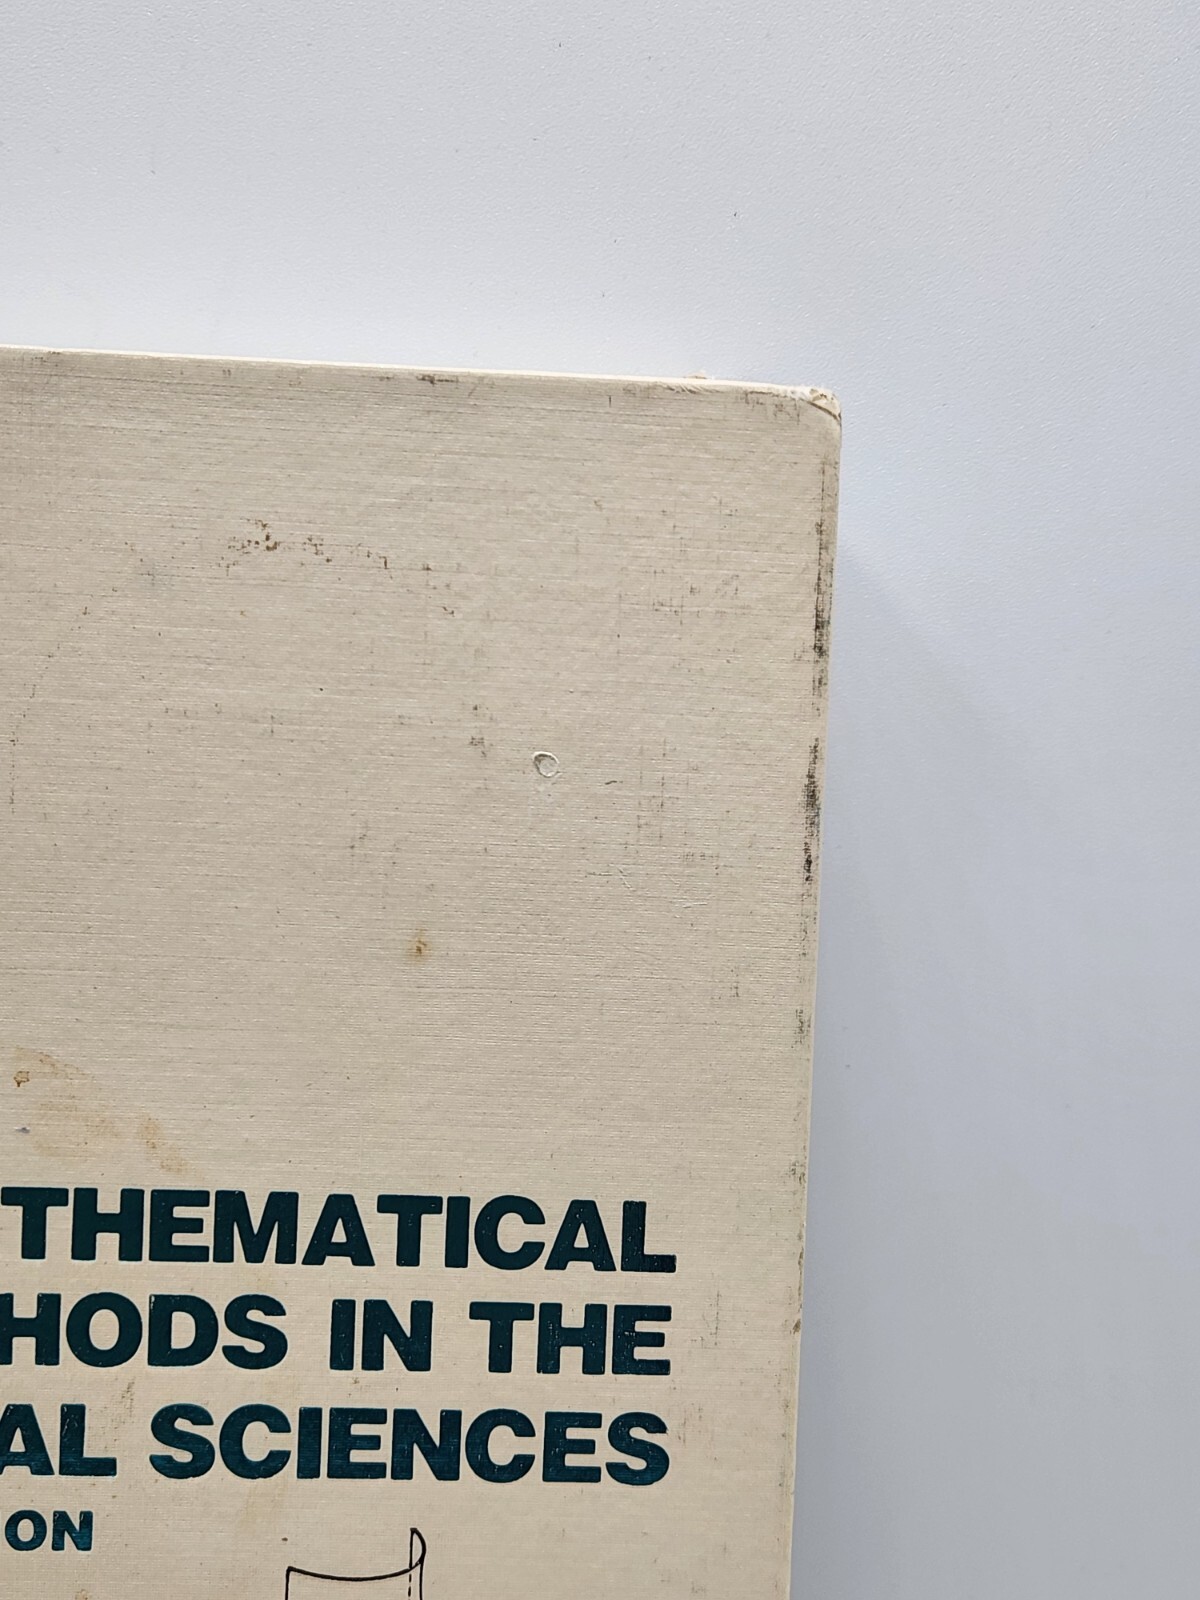 THEMATICAL
HODS IN THE
AL SCIENCES
ON